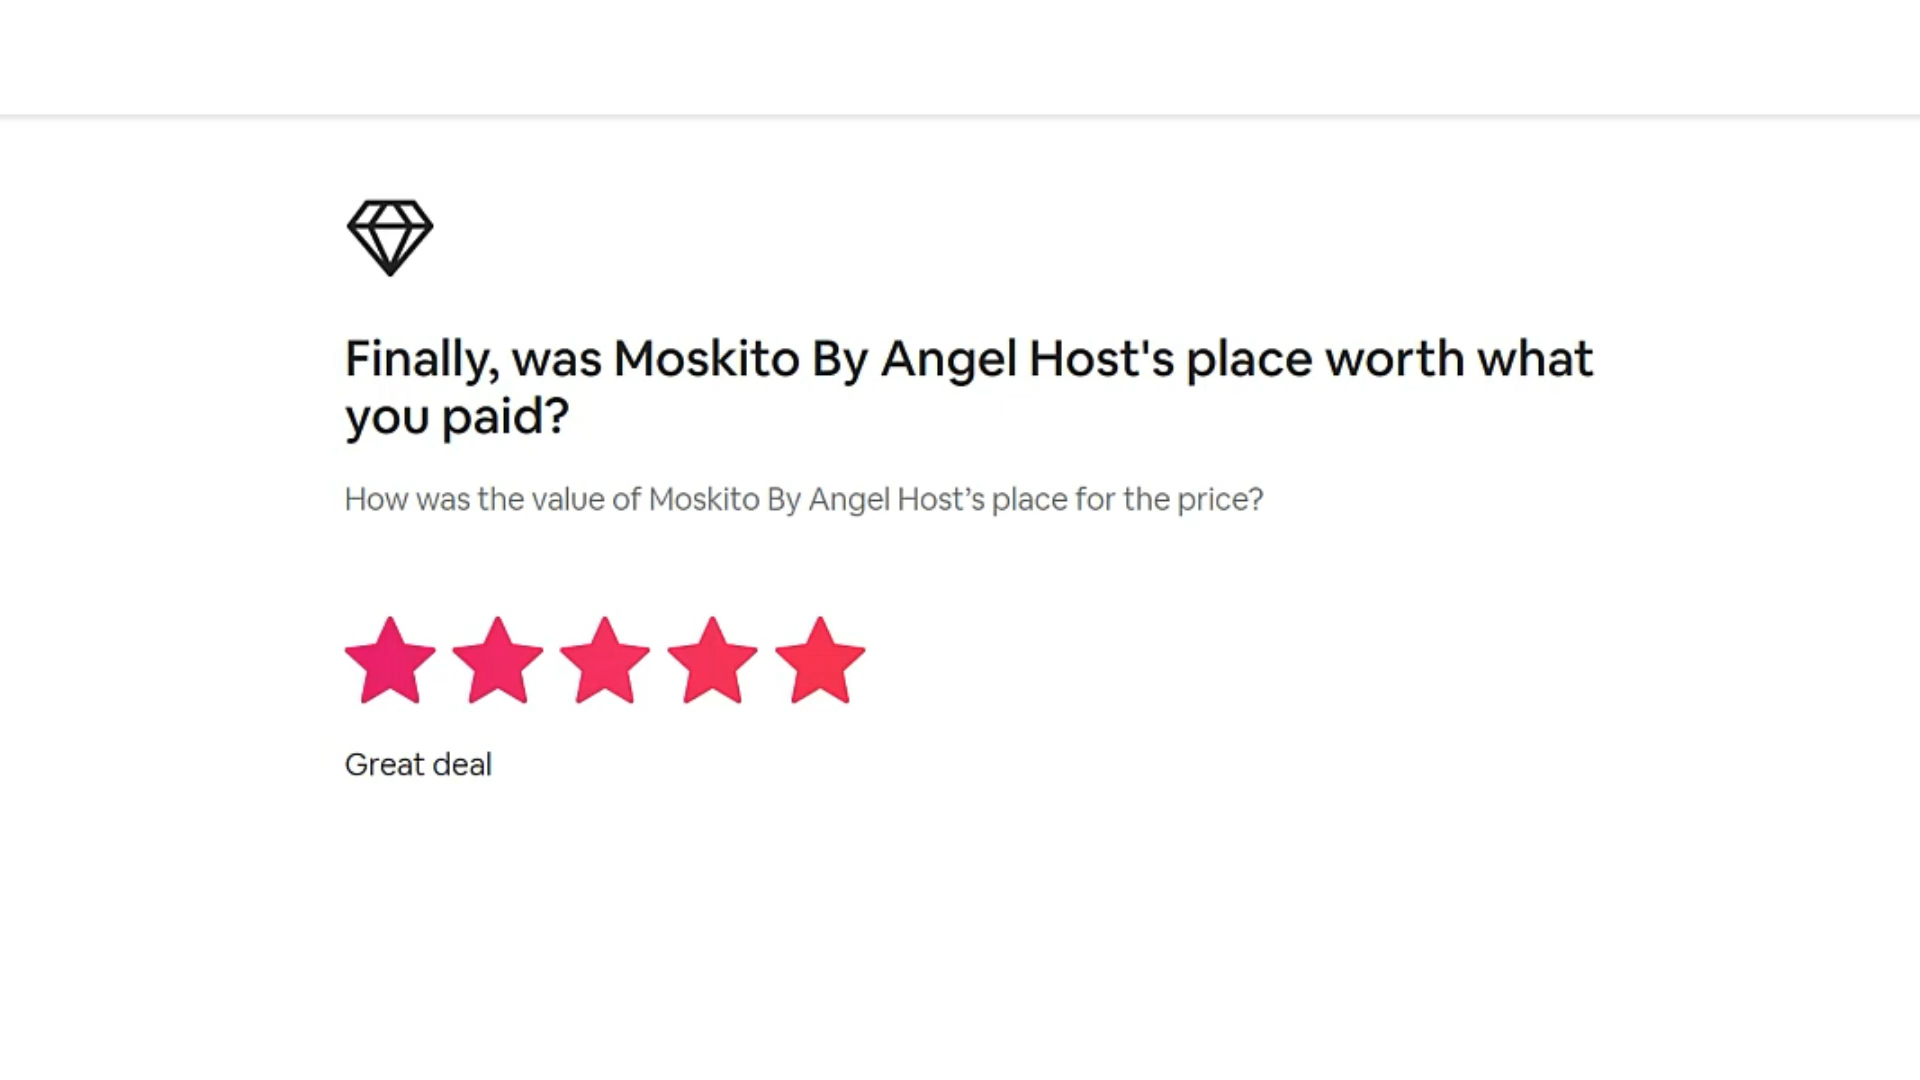 Finally, was Moskito By Angel Host's place worth what
you paid?
How was the value of Moskito By Angel Host’s place for the price?
Great deal